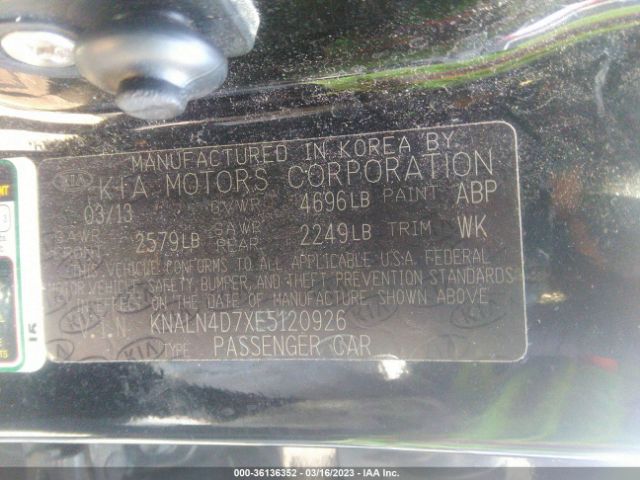 MANUFACTURED IN KOREA BY
KIA KIA MOTORS CORPORATION
03/13 GVWR 4696LB PAINT ABP
2579LB GAWR REAR 2249LB TRIM WK
THIS VEHICLE CONFORMS TO ALL APPLICABLE U.S.A. FEDERAL
VEHICLE SAFETY, BUMPER, AND THEFT PREVENTION STANDARDS
IN EFFECT ON THE DATE OF MANUFACTURE SHOWN ABOVE
V.I.N KNALN4D7XE5120926
TYPE PASSENGER CAR
000-36136352 | 03/16/2023 - IAA Inc.